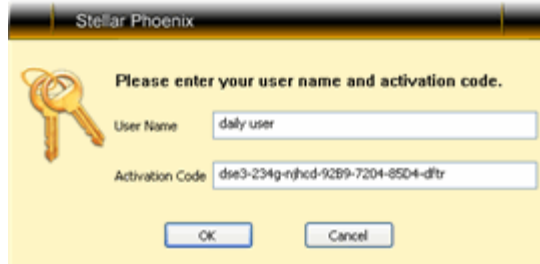 Stellar Phoenix
Please enter your user name and activation code.
User Name daily user
Activation Code dse3-234g-njhcd-92B9-7204-85D4-dftr
OK Cancel